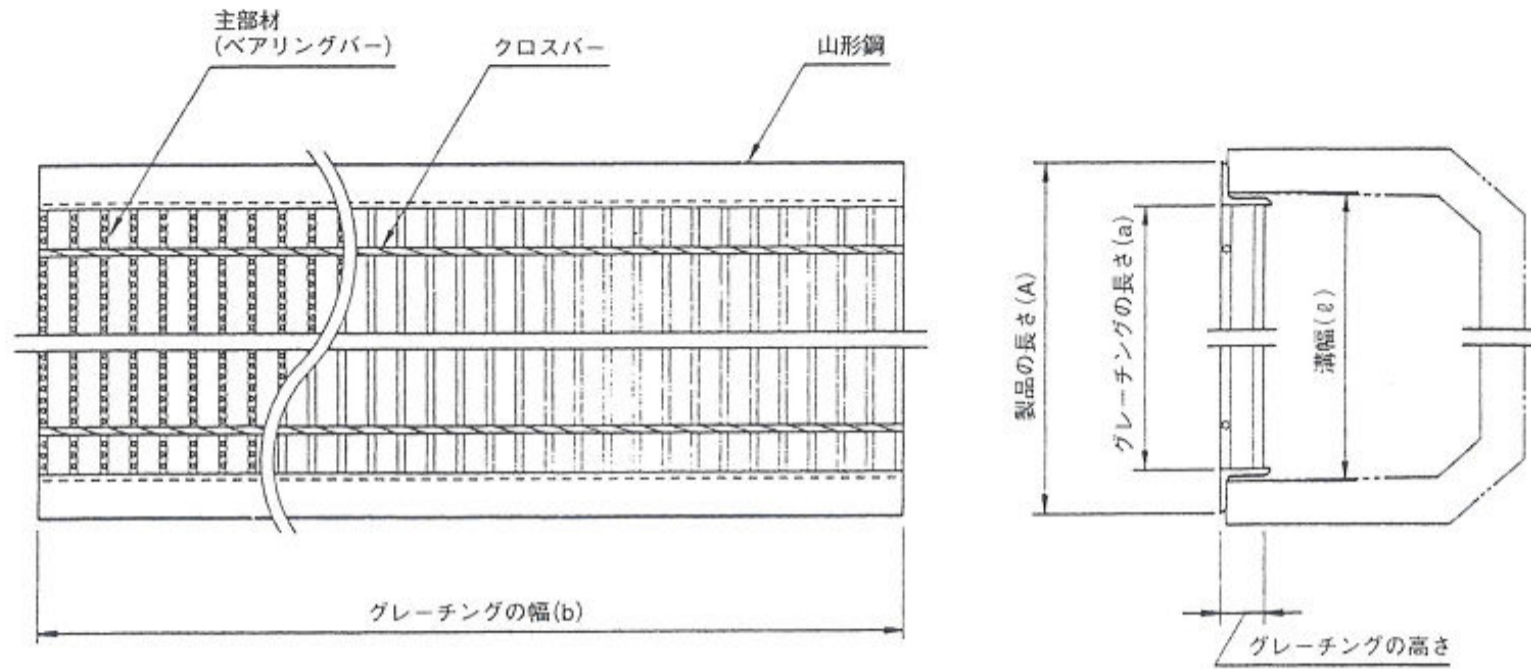 主部材
(ベアリングバー)
クロスバー
山形鋼
グレーチングの幅(b)
製品の長さ(A)
グレーチングの長さ(a)
溝幅(ℓ)
グレーチングの高さ